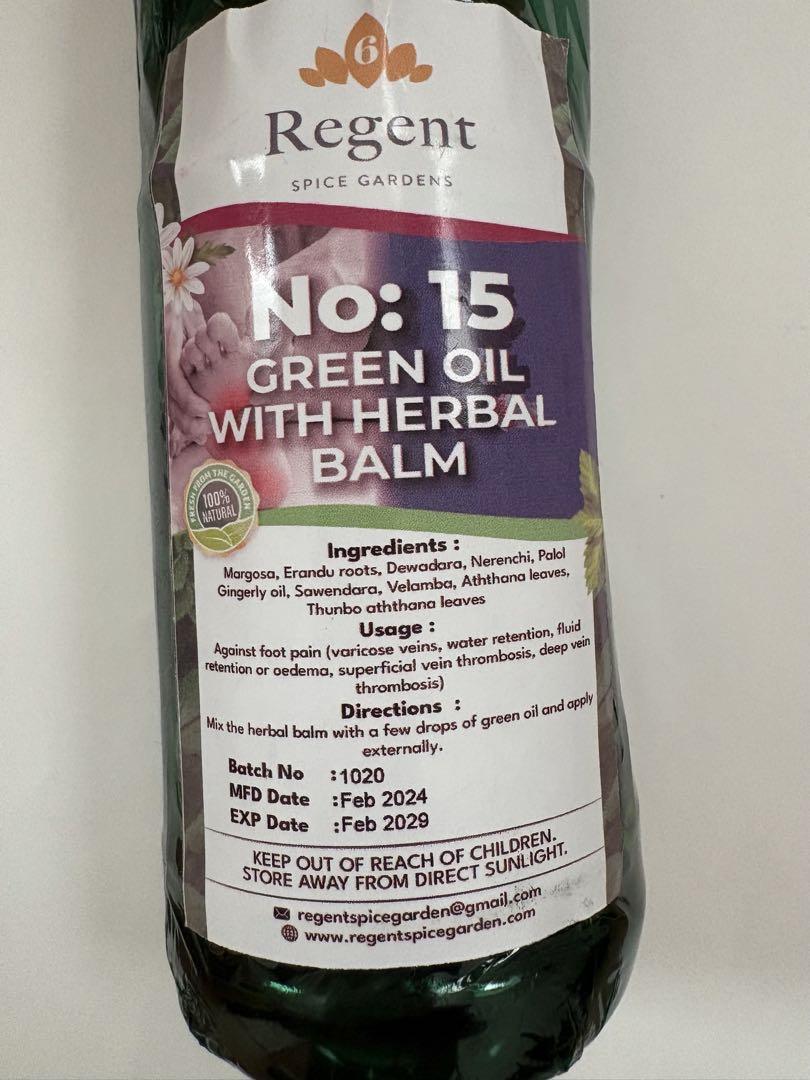 6
Regent
SPICE GARDENS
No: 15
GREEN OIL
WITH HERBAL
BALM
FRESH FROM THE GARDEN
100%
NATURAL
Ingredients :
Margosa, Erandu roots, Dewadara, Nerenchi, Palol
Gingerly oil, Sawendara, Velamba, Aththana leaves,
Thunbo aththana leaves
Usage :
Against foot pain (varicose veins, water retention, fluid
retention or oedema, superficial vein thrombosis, deep vein
thrombosis)
Directions :
Mix the herbal balm with a few drops of green oil and apply
externally.
Batch No :1020
MFD Date :Feb 2024
EXP Date :Feb 2029
KEEP OUT OF REACH OF CHILDREN.
STORE AWAY FROM DIRECT SUNLIGHT.
regentspicegarden@gmail.com
www.regentspicegarden.com